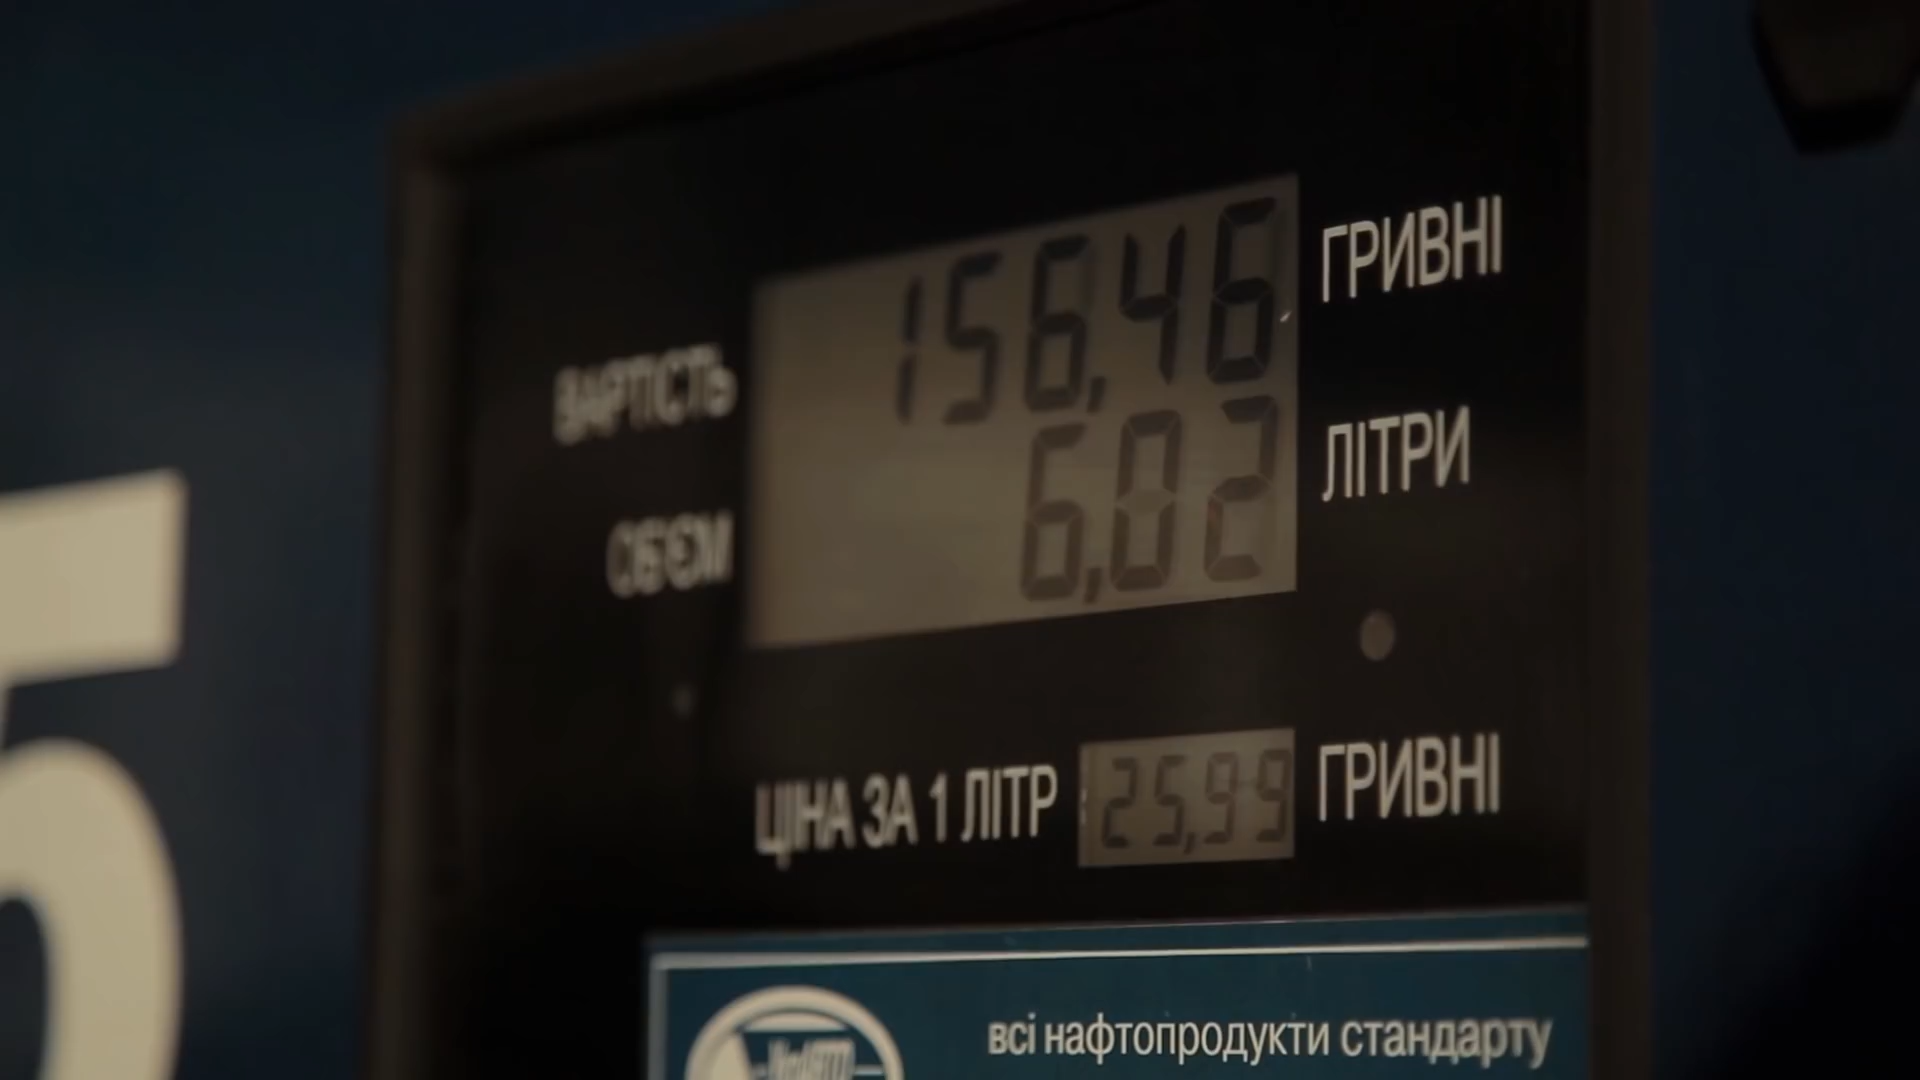 156,46 ГРИВНІ
ВАРТІСТЬ
6,02 ЛІТРИ
ОБ'ЄМ
ЦІНА ЗА 1 ЛІТР 25,99 ГРИВНІ
5
всі нафтопродукти стандарту